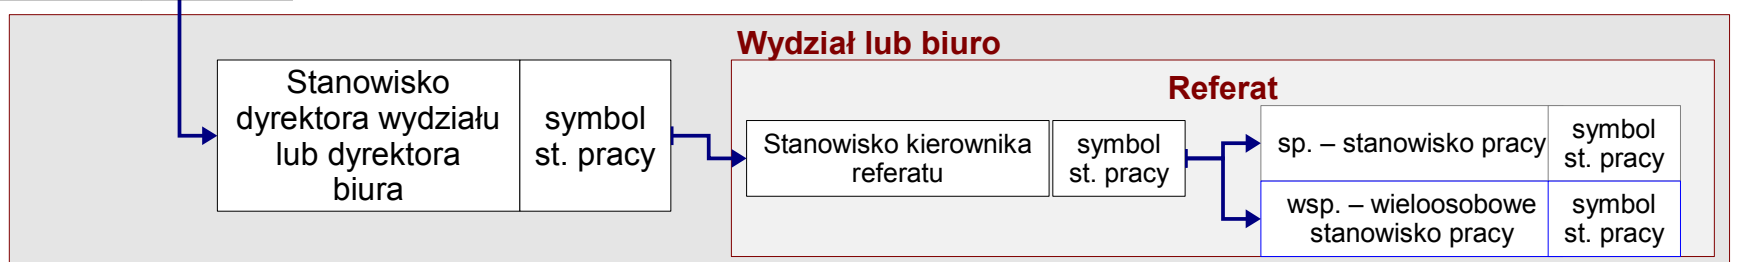 Wydział lub biuro
Referat
Stanowisko
dyrektora wydziału
lub dyrektora
biura
symbol
st. pracy
Stanowisko kierownika
referatu
symbol
st. pracy
sp. – stanowisko pracy
symbol
st. pracy
wsp. – wieloosobowe
stanowisko pracy
symbol
st. pracy